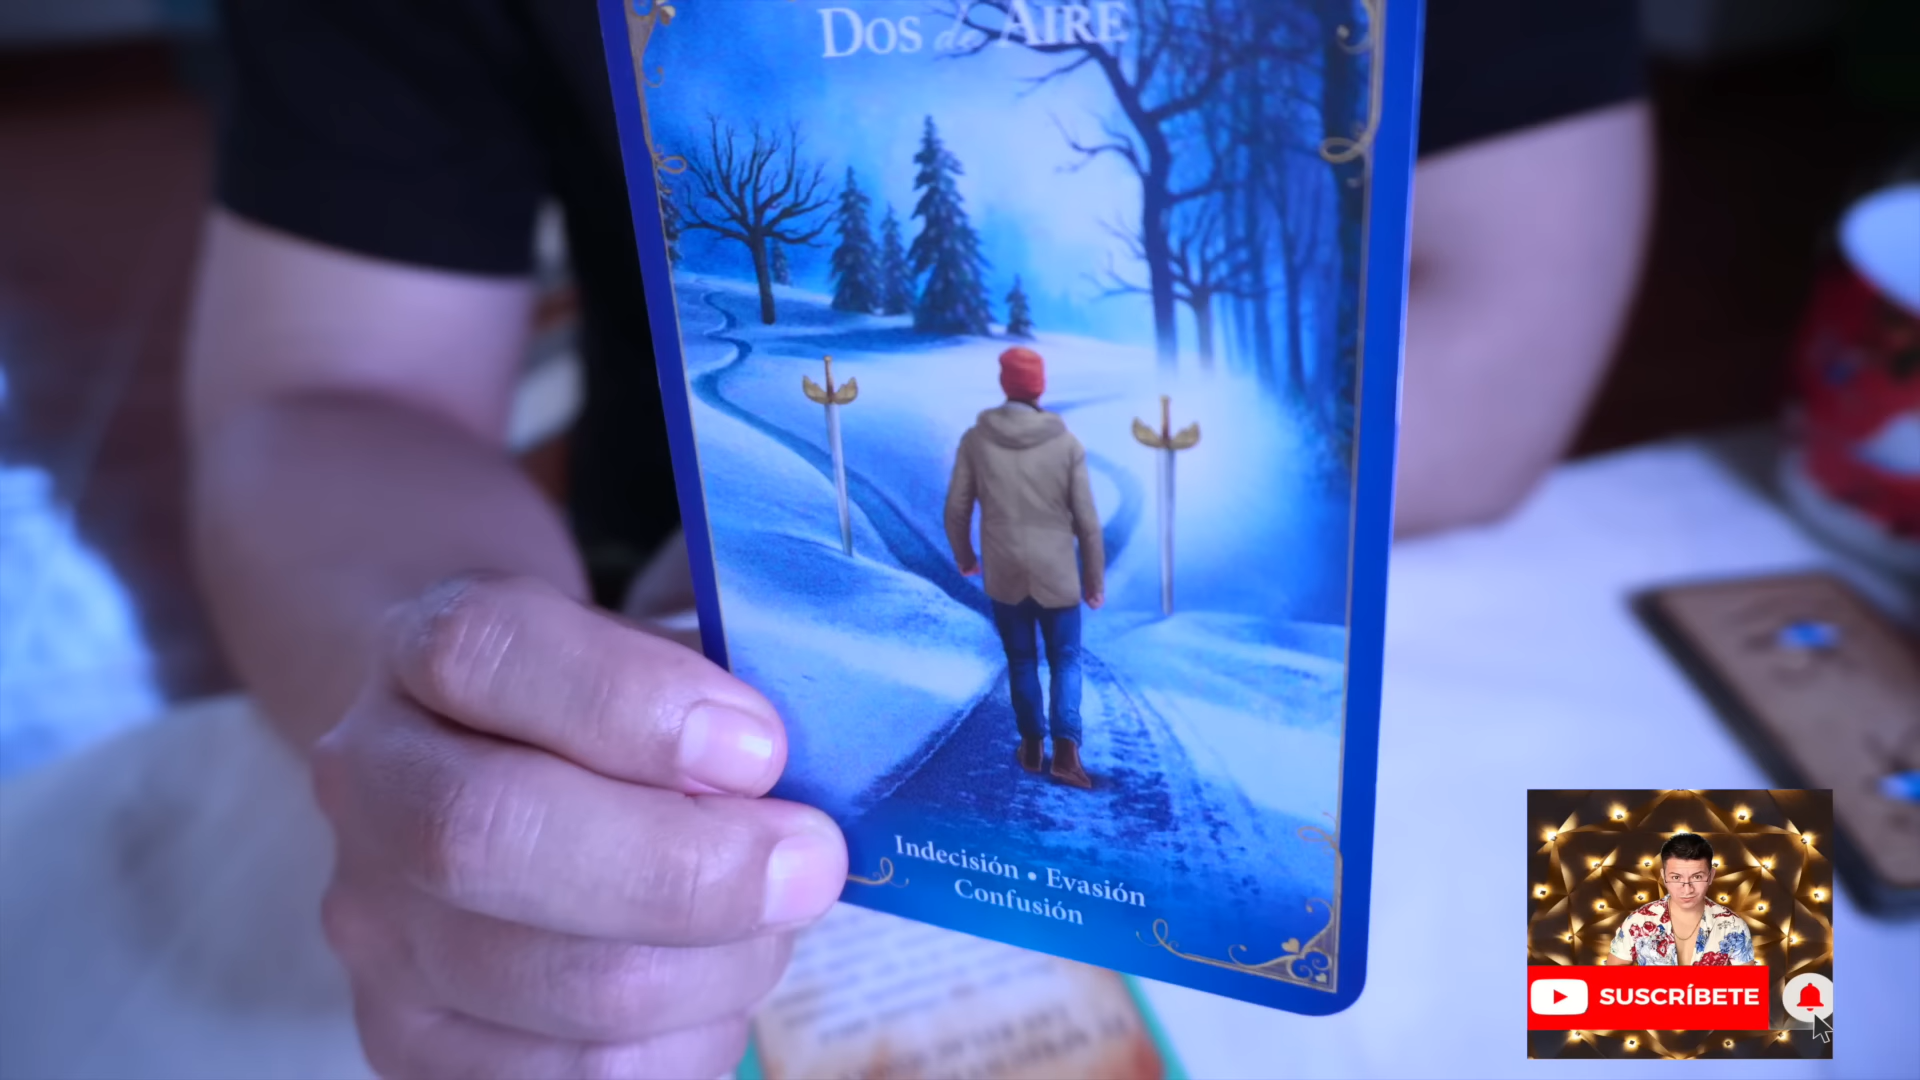 Dos de AIRE
Indecisión • Evasión
Confusión
SUSCRÍBETE